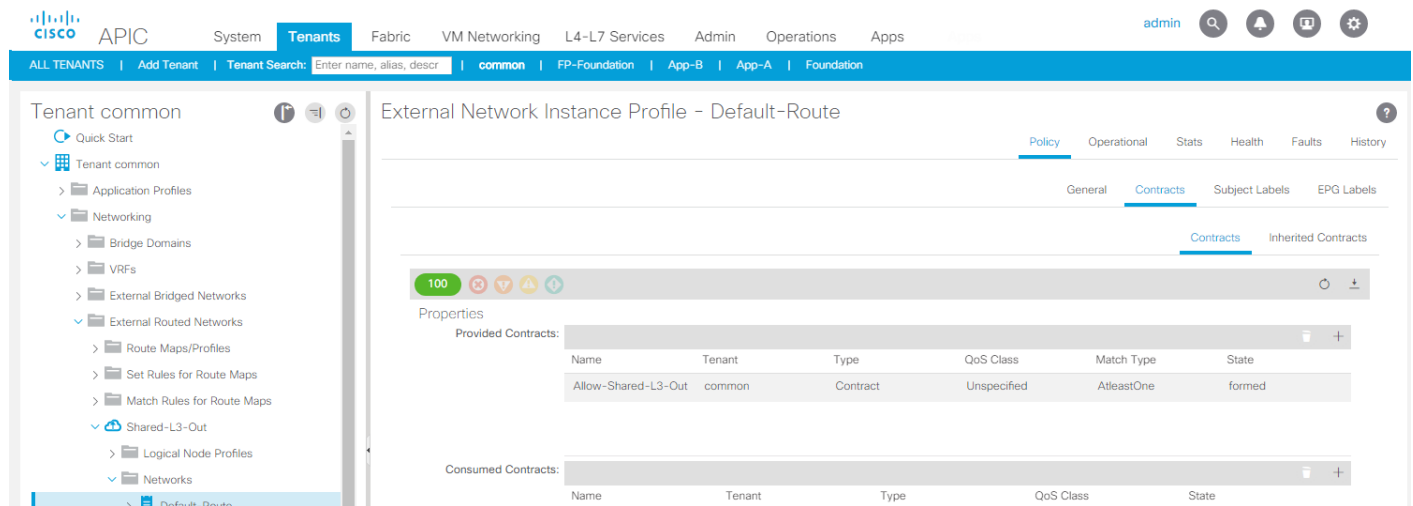 CISCO APIC System Tenants Fabric VM Networking L4-L7 Services Admin Operations Apps admin
ALL TENANTS | Add Tenant | Tenant Search: Enter name, alias, descr | common | FP-Foundation | App-B | App-A | Foundation
Tenant common
Quick Start
Tenant common
Application Profiles
Networking
Bridge Domains
VRFs
External Bridged Networks
External Routed Networks
Route Maps/Profiles
Set Rules for Route Maps
Match Rules for Route Maps
Shared-L3-Out
Logical Node Profiles
Networks
Default-Route
External Network Instance Profile - Default-Route
?
Policy Operational Stats Health Faults History
General Contracts Subject Labels EPG Labels
Contracts Inherited Contracts
100
Properties
Provided Contracts:
Name Tenant Type QoS Class Match Type State
Allow-Shared-L3-Out common Contract Unspecified AtleastOne formed
Consumed Contracts:
Name Tenant Type QoS Class State